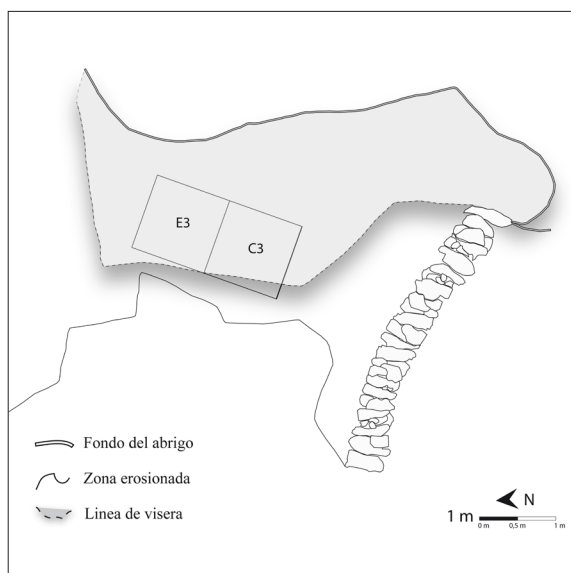 E3
C3
Fondo del abrigo
Zona erosionada
Linea de visera
N
1 m
0 m 0,5 m 1 m